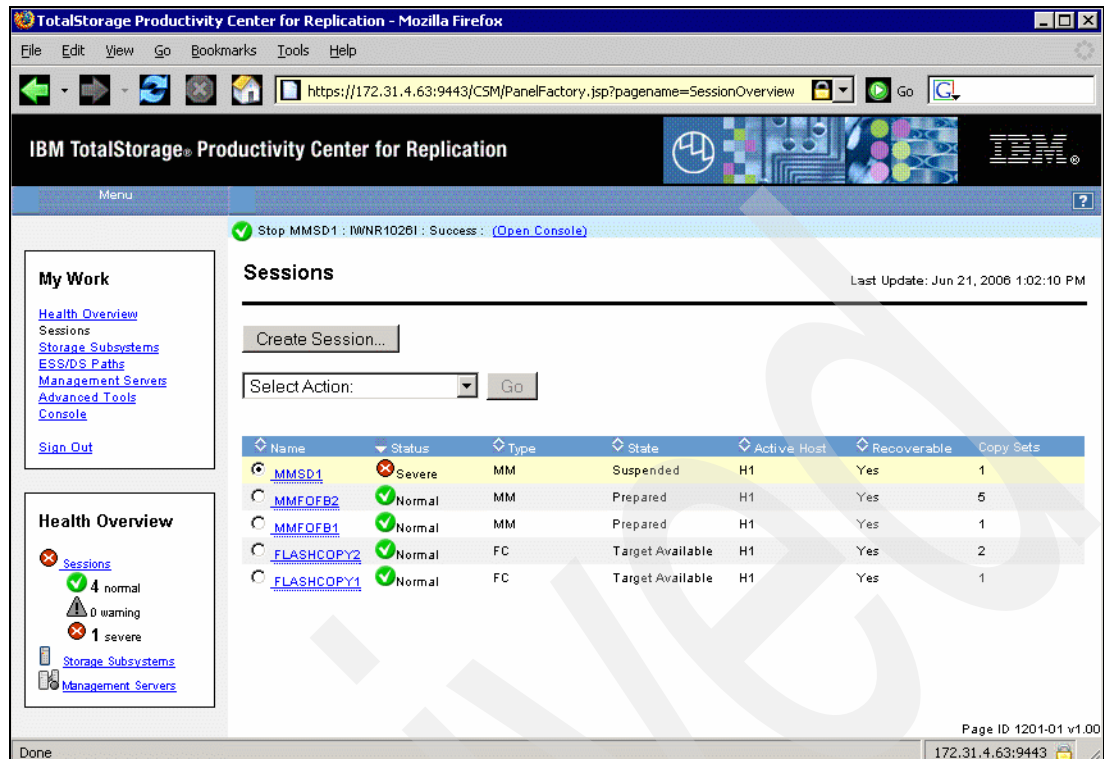 TotalStorage Productivity Center for Replication - Mozilla Firefox
File Edit View Go Bookmarks Tools Help
https://172.31.4.63:9443/CSM/PanelFactory.jsp?pagename=SessionOverview Go G
IBM TotalStorage® Productivity Center for Replication
IBM®
Menu
?
Stop MMSD1 : IWNR1026I : Success : (Open Console)
My Work
Health Overview
Sessions
Storage Subsystems
ESS/DS Paths
Management Servers
Advanced Tools
Console
Sign Out
Health Overview
Sessions
4 normal
0 warning
1 severe
Storage Subsystems
Management Servers
Sessions
Last Update: Jun 21, 2006 1:02:10 PM
Create Session...
Select Action: Go
Name Status Type State Active Host Recoverable Copy Sets
MMSD1 Severe MM Suspended H1 Yes 1
MMFOFB2 Normal MM Prepared H1 Yes 5
MMFOFB1 Normal MM Prepared H1 Yes 1
FLASHCOPY2 Normal FC Target Available H1 Yes 2
FLASHCOPY1 Normal FC Target Available H1 Yes 1
Page ID 1201-01 v1.00
Done 172.31.4.63:9443